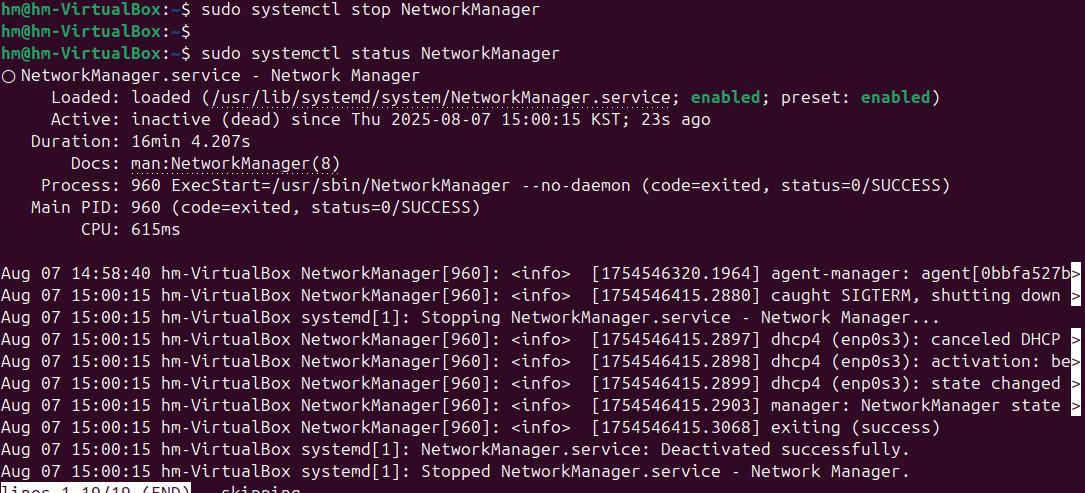 hm@hm-VirtualBox:~$ sudo systemctl stop NetworkManager
hm@hm-VirtualBox:~$
hm@hm-VirtualBox:~$ sudo systemctl status NetworkManager
○ NetworkManager.service - Network Manager
Loaded: loaded (/usr/lib/systemd/system/NetworkManager.service; enabled; preset: enabled)
Active: inactive (dead) since Thu 2025-08-07 15:00:15 KST; 23s ago
Duration: 16min 4.207s
Docs: man:NetworkManager(8)
Process: 960 ExecStart=/usr/sbin/NetworkManager --no-daemon (code=exited, status=0/SUCCESS)
Main PID: 960 (code=exited, status=0/SUCCESS)
CPU: 615ms
Aug 07 14:58:40 hm-VirtualBox NetworkManager[960]: <info>  [1754546320.1964] agent-manager: agent[0bbfa527b>
Aug 07 15:00:15 hm-VirtualBox NetworkManager[960]: <info>  [1754546415.2880] caught SIGTERM, shutting down >
Aug 07 15:00:15 hm-VirtualBox systemd[1]: Stopping NetworkManager.service - Network Manager...
Aug 07 15:00:15 hm-VirtualBox NetworkManager[960]: <info>  [1754546415.2897] dhcp4 (enp0s3): canceled DHCP >
Aug 07 15:00:15 hm-VirtualBox NetworkManager[960]: <info>  [1754546415.2898] dhcp4 (enp0s3): activation: be>
Aug 07 15:00:15 hm-VirtualBox NetworkManager[960]: <info>  [1754546415.2899] dhcp4 (enp0s3): state changed >
Aug 07 15:00:15 hm-VirtualBox NetworkManager[960]: <info>  [1754546415.2903] manager: NetworkManager state >
Aug 07 15:00:15 hm-VirtualBox NetworkManager[960]: <info>  [1754546415.3068] exiting (success)
Aug 07 15:00:15 hm-VirtualBox systemd[1]: NetworkManager.service: Deactivated successfully.
Aug 07 15:00:15 hm-VirtualBox systemd[1]: Stopped NetworkManager.service - Network Manager.
lines 1-19/19 (END)...skipping...